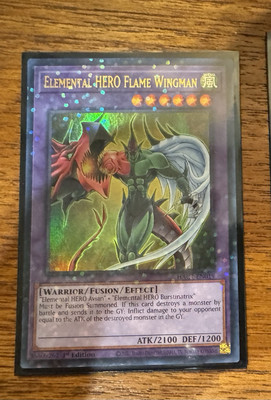 ELEMENTAL HERO FLAME WINGMAN
[WARRIOR/FUSION/EFFECT]
"Elemental HERO Avian" + "Elemental HERO Burstinatrix"
Must be Fusion Summoned. If this card destroys a monster
by battle and sends it to the GY: Inflict damage to your opponent
equal to the ATK of the destroyed monster in the GY.
ATK/2100 DEF/1200
1st Edition